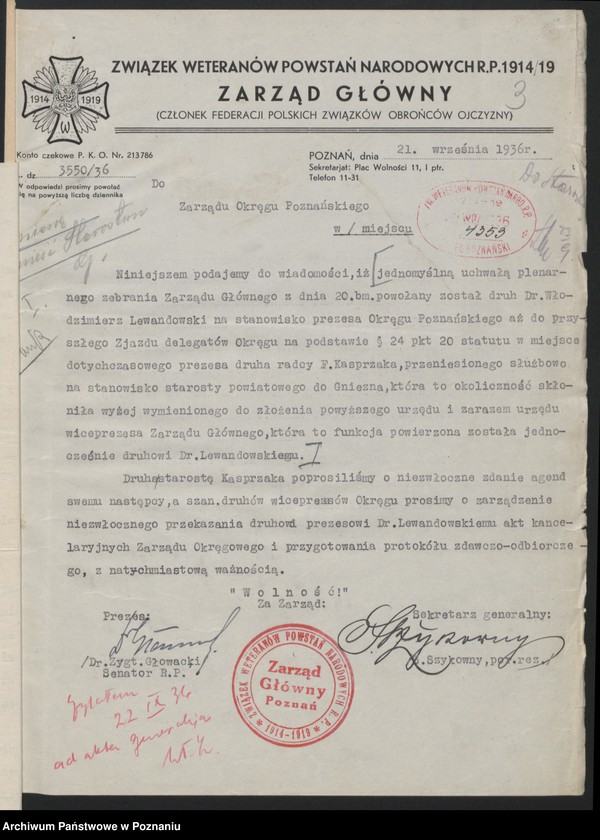 ZWIĄZEK WETERANÓW POWSTAŃ NARODOWYCH R.P. 1914/19
ZARZĄD GŁÓWNY
(CZŁONEK FEDERACJI POLSKICH ZWIĄZKÓW OBROŃCÓW OJCZYZNY)
3
1914 1919
Konto czekowe P. K. O. Nr. 213786
POZNAŃ, dnia 21. września 1936r.
Sekretariat: Plac Wolności 11, I ptr.
Telefon 11-31
dz. 3550/36
W odpowiedzi prosimy powołać
się na powyższą liczbę dziennika
Do
Zarządu Okręgu Poznańskiego
w/miejscu
4353
Niniejszem podajemy do wiadomości,iż jednomyślną uchwałą plenar-
nego zebrania Zarządu Głównego z dnia 20.bm.powołany został druh Dr.Wło-
dzimierz Lewandowski na stanowisko prezesa Okręgu Poznańskiego aż do przy-
szłego Zjazdu delegatów Okręgu na podstawie § 24 pkt 20 statutu w miejsce
dotychczasowego prezesa druha radcy F.Kasprzaka,przeniesionego służbowo
na stanowisko starosty powiatowego do Gniezna,która to okoliczność skło-
niła wyżej wymienionego do złożenia powyższego urzędu i zarazem urzędu
wiceprezesa Zarządu Głównego,która to funkcja powierzona została jedno-
cześnie druhowi Dr.Lewandowskiemu.
Druha starostę Kasprzaka poprosiliśmy o niezwłoczne zdanie agend
swemu następcy,a szan.druhów wiceprezesów Okręgu prosimy o zarządzenie
niezwłocznego przekazania druhowi prezesowi Dr.Lewandowskiemu akt kance-
laryjnych Zarządu Okręgowego i przygotowania protokółu zdawczo-odbiorcze-
go, z natychmiastową ważnością.
"Wolność!"
Za Zarząd:
Prezes:
Sekretarz generalny:
/Dr.Zygt.Głowacki/
Senator R.P.
Szykowny, por.rez./
ZWIĄZEK WETERANÓW POWSTAŃ NARODOWYCH R.P. 1914-1919
Zarząd
Główny
Poznań
22 IX 36
ad akta
Archiwum Państwowe w Poznaniu